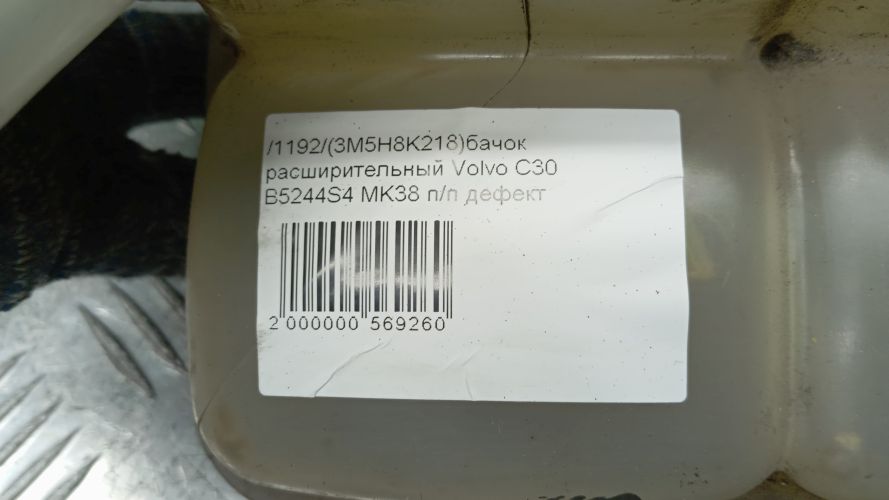 /1192/(3M5H8K218)бачок
расширительный Volvo C30
B5244S4 MK38 п/п дефект
2 000000 569260